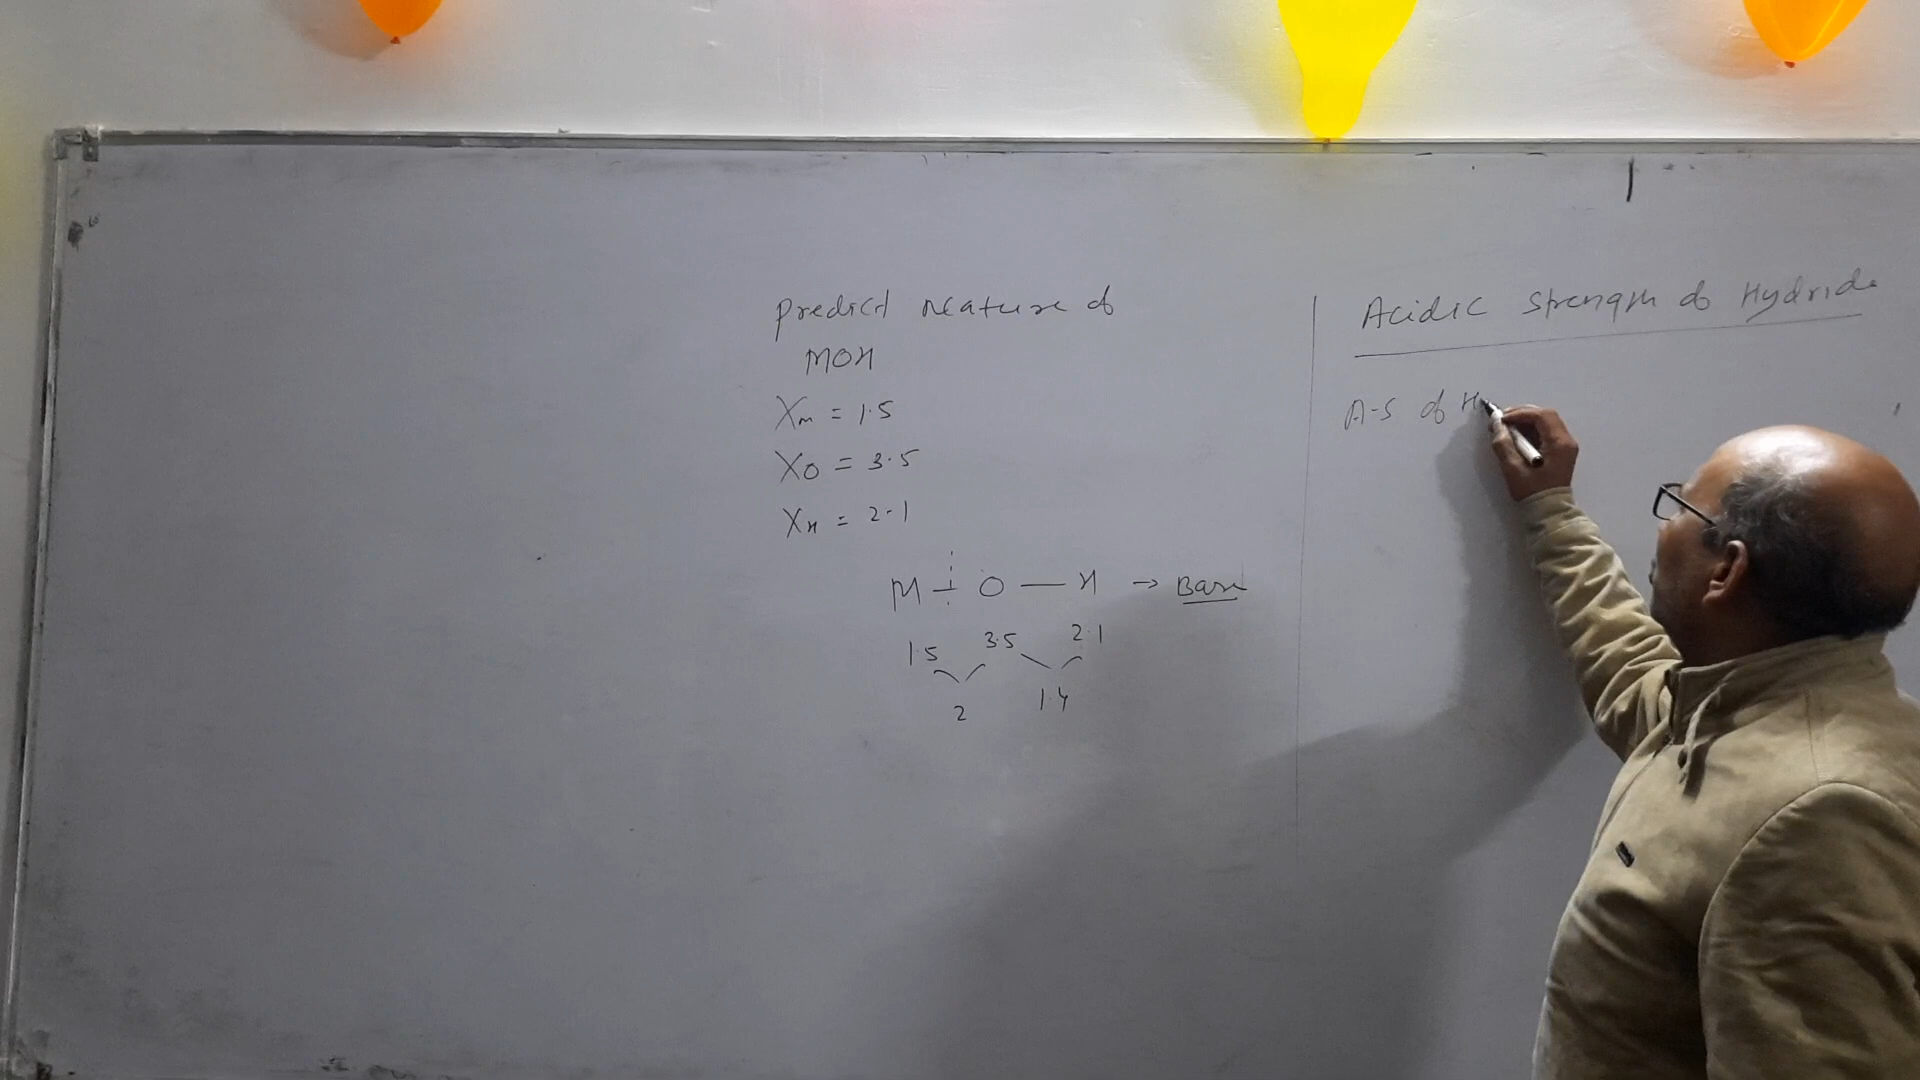 Predict Neature of
MOH
Xm = 1.5
XO = 3.5
XH = 2.1
M - O — H → Base
1.5 3.5 2.1
2 1.4
Acidic Strength of Hydride
A-S of H